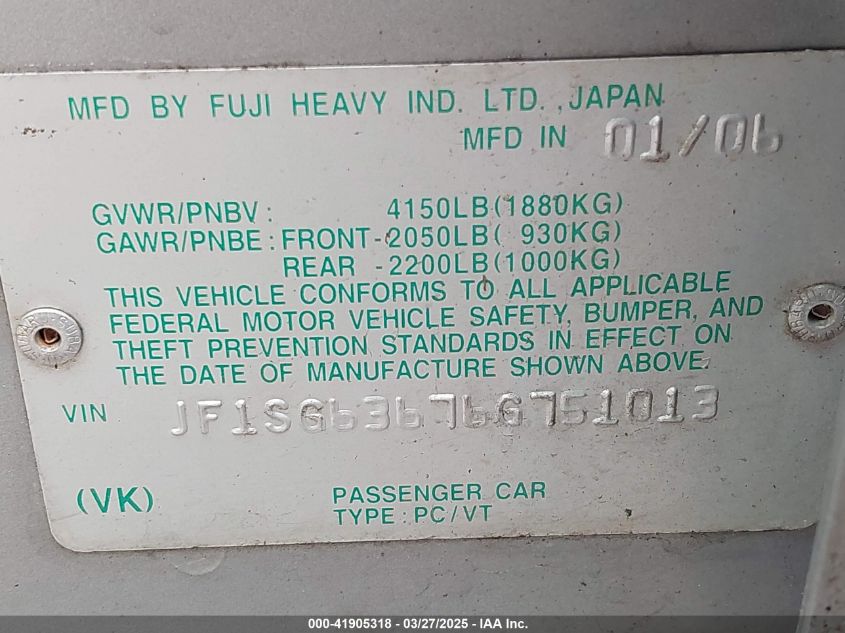 MFD BY FUJI HEAVY IND. LTD. ,JAPAN
MFD IN 01/06
GVWR/PNBV : 4150LB(1880KG)
GAWR/PNBE : FRONT-2050LB( 930KG)
REAR -2200LB(1000KG)
THIS VEHICLE CONFORMS TO ALL APPLICABLE
FEDERAL MOTOR VEHICLE SAFETY, BUMPER, AND
THEFT PREVENTION STANDARDS IN EFFECT ON
THE DATE OF MANUFACTURE SHOWN ABOVE.
VIN JF1SG63676G751013
(VK) PASSENGER CAR
TYPE : PC/VT
000-41905318 - 03/27/2025 - IAA Inc.